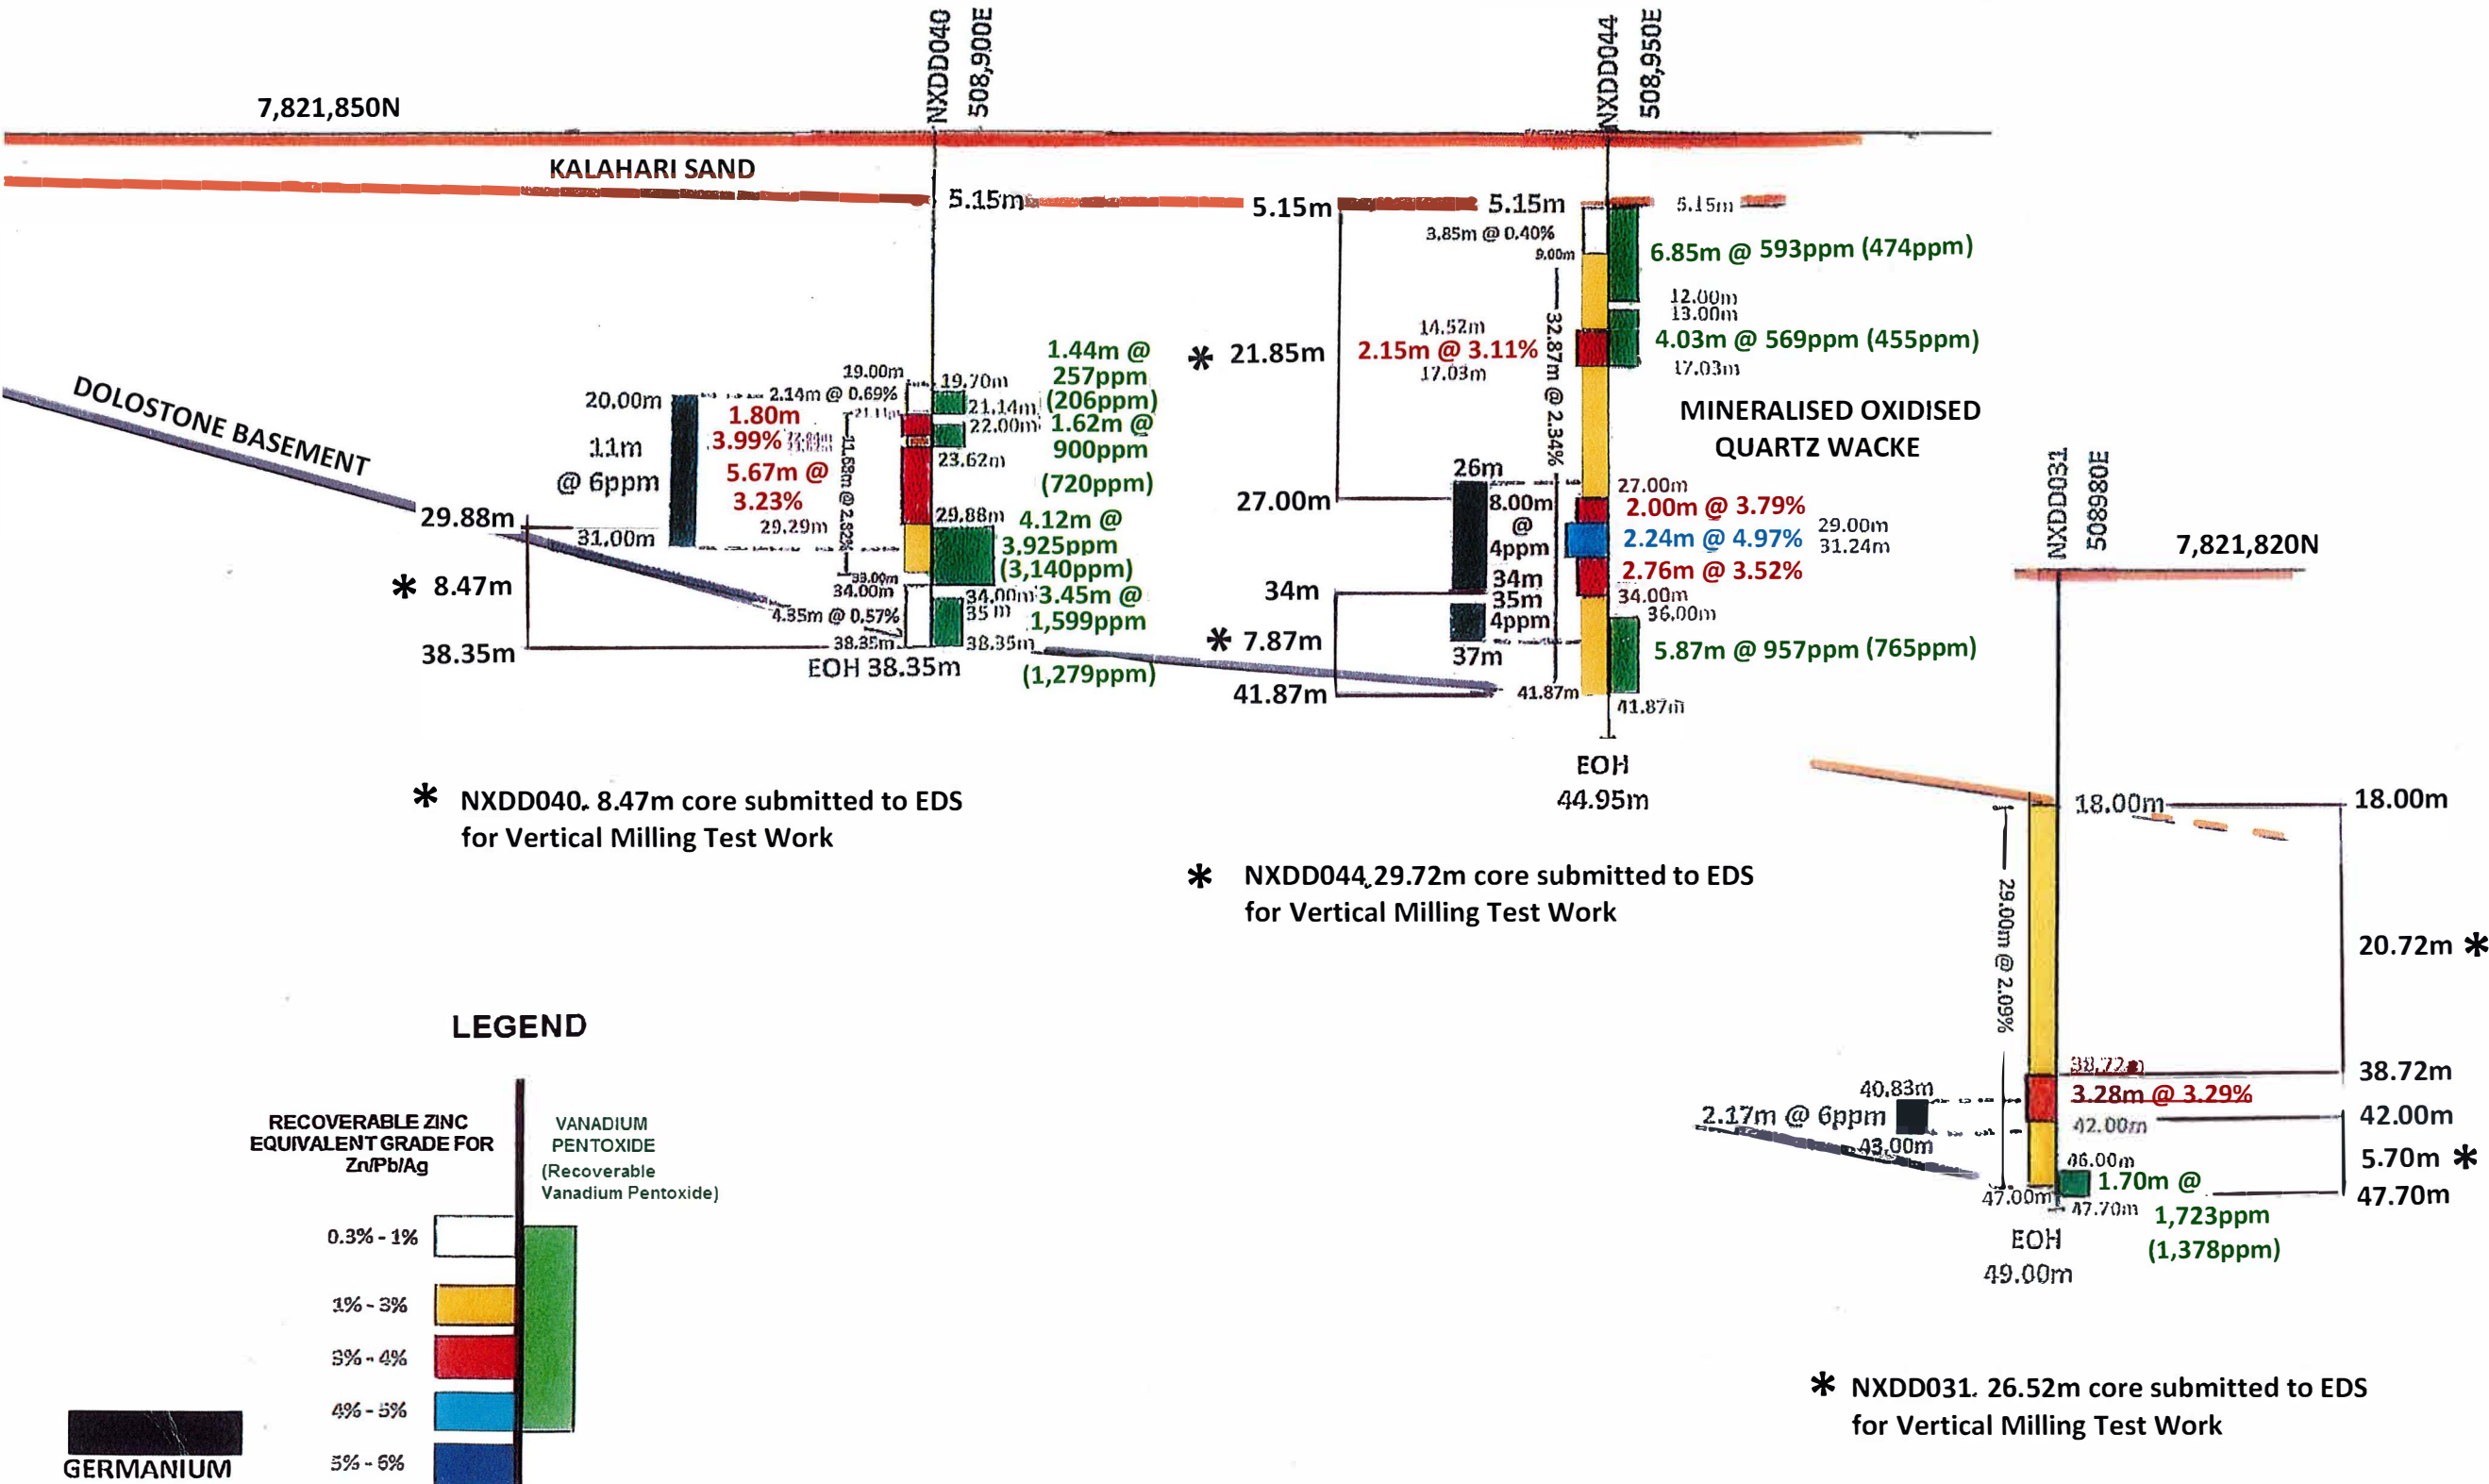 NXDD040
508,900E
NXDD044
508,950E
7,821,850N
KALAHARI SAND
5.15m
5.15m
5.15m
5.15m
3.85m @ 0.40%
9.00m
6.85m @ 593ppm (474ppm)
12.00m
13.00m
4.03m @ 569ppm (455ppm)
17.03m
14.52m
2.15m @ 3.11%
17.03m
* 21.85m
32.87m @ 2.34%
MINERALISED OXIDISED
QUARTZ WACKE
DOLOSTONE BASEMENT
19.00m
2.14m @ 0.69%
19.70m
21.14m
22.00m
23.62m
1.44m @
257ppm
(206ppm)
1.62m @
900ppm
(720ppm)
20.00m
11m
@ 6ppm
31.00m
1.80m
3.99%
5.67m @
3.23%
29.29m
29.88m
29.88m
4.12m @
3,925ppm
(3,140ppm)
33.00m
34.00m
34.00m
35m
3.45m @
1,599ppm
(1,279ppm)
4.35m @ 0.57%
38.35m
38.35m
EOH 38.35m
* 8.47m
38.35m
26m
27.00m
8.00m
@
4ppm
34m
35m
4ppm
37m
34m
* 7.87m
41.87m
41.87m
41.87m
27.00m
2.00m @ 3.79%
2.24m @ 4.97%
29.00m
31.24m
2.76m @ 3.52%
34.00m
36.00m
5.87m @ 957ppm (765ppm)
EOH
44.95m
NXDD031
508980E
7,821,820N
* NXDD040. 8.47m core submitted to EDS
for Vertical Milling Test Work
* NXDD044.29.72m core submitted to EDS
for Vertical Milling Test Work
18.00m
18.00m
29.00m @ 2.09%
20.72m *
38.72m
38.72m
3.28m @ 3.29%
42.00m
42.00m
40.83m
2.17m @ 6ppm
43.00m
46.00m
5.70m *
1.70m @
1,723ppm
(1,378ppm)
47.00m
47.70m
47.70m
EOH
49.00m
* NXDD031. 26.52m core submitted to EDS
for Vertical Milling Test Work
LEGEND
RECOVERABLE ZINC
EQUIVALENT GRADE FOR
Zn/Pb/Ag
VANADIUM
PENTOXIDE
(Recoverable
Vanadium Pentoxide)
0.3% - 1%
1% - 3%
3% - 4%
4% - 5%
5% - 6%
GERMANIUM